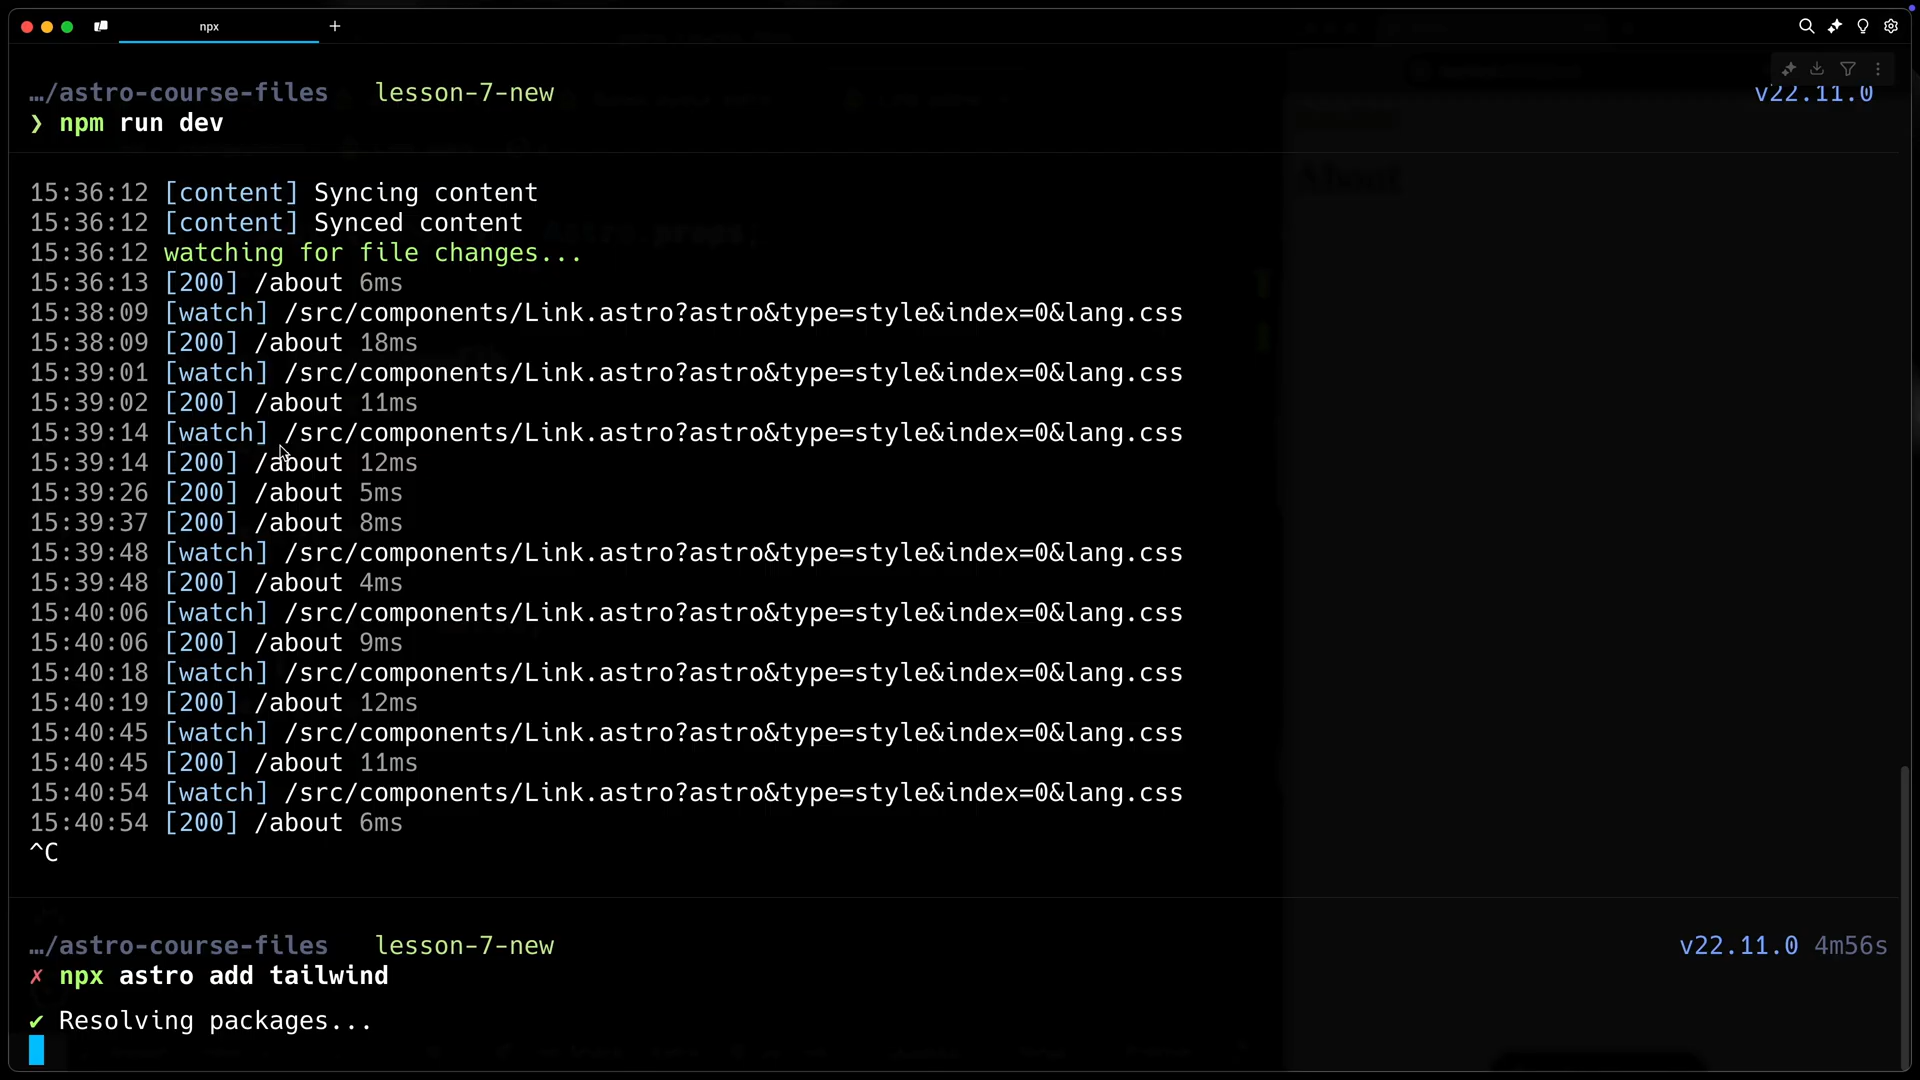 npx
…/astro-course-files lesson-7-new v22.11.0
❯ npm run dev
15:36:12 [content] Syncing content
15:36:12 [content] Synced content
15:36:12 watching for file changes...
15:36:13 [200] /about 6ms
15:38:09 [watch] /src/components/Link.astro?astro&type=style&index=0&lang.css
15:38:09 [200] /about 18ms
15:39:01 [watch] /src/components/Link.astro?astro&type=style&index=0&lang.css
15:39:02 [200] /about 11ms
15:39:14 [watch] /src/components/Link.astro?astro&type=style&index=0&lang.css
15:39:14 [200] /about 12ms
15:39:26 [200] /about 5ms
15:39:37 [200] /about 8ms
15:39:48 [watch] /src/components/Link.astro?astro&type=style&index=0&lang.css
15:39:48 [200] /about 4ms
15:40:06 [watch] /src/components/Link.astro?astro&type=style&index=0&lang.css
15:40:06 [200] /about 9ms
15:40:18 [watch] /src/components/Link.astro?astro&type=style&index=0&lang.css
15:40:19 [200] /about 12ms
15:40:45 [watch] /src/components/Link.astro?astro&type=style&index=0&lang.css
15:40:45 [200] /about 11ms
15:40:54 [watch] /src/components/Link.astro?astro&type=style&index=0&lang.css
15:40:54 [200] /about 6ms
^C
…/astro-course-files lesson-7-new v22.11.0 4m56s
✗ npx astro add tailwind
✔ Resolving packages...